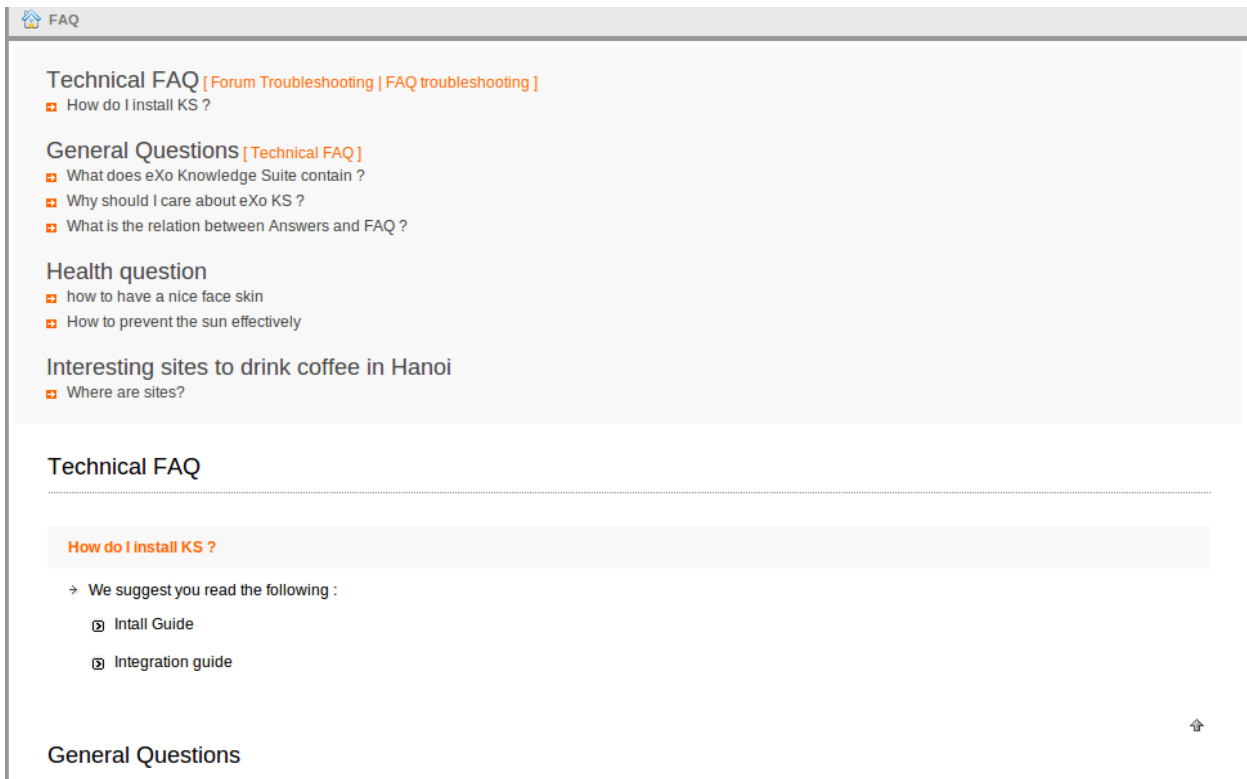 FAQ
Technical FAQ [ Forum Troubleshooting | FAQ troubleshooting ]
How do I install KS ?
General Questions [ Technical FAQ ]
What does eXo Knowledge Suite contain ?
Why should I care about eXo KS ?
What is the relation between Answers and FAQ ?
Health question
how to have a nice face skin
How to prevent the sun effectively
Interesting sites to drink coffee in Hanoi
Where are sites?
Technical FAQ
How do I install KS ?
We suggest you read the following :
Intall Guide
Integration guide
General Questions